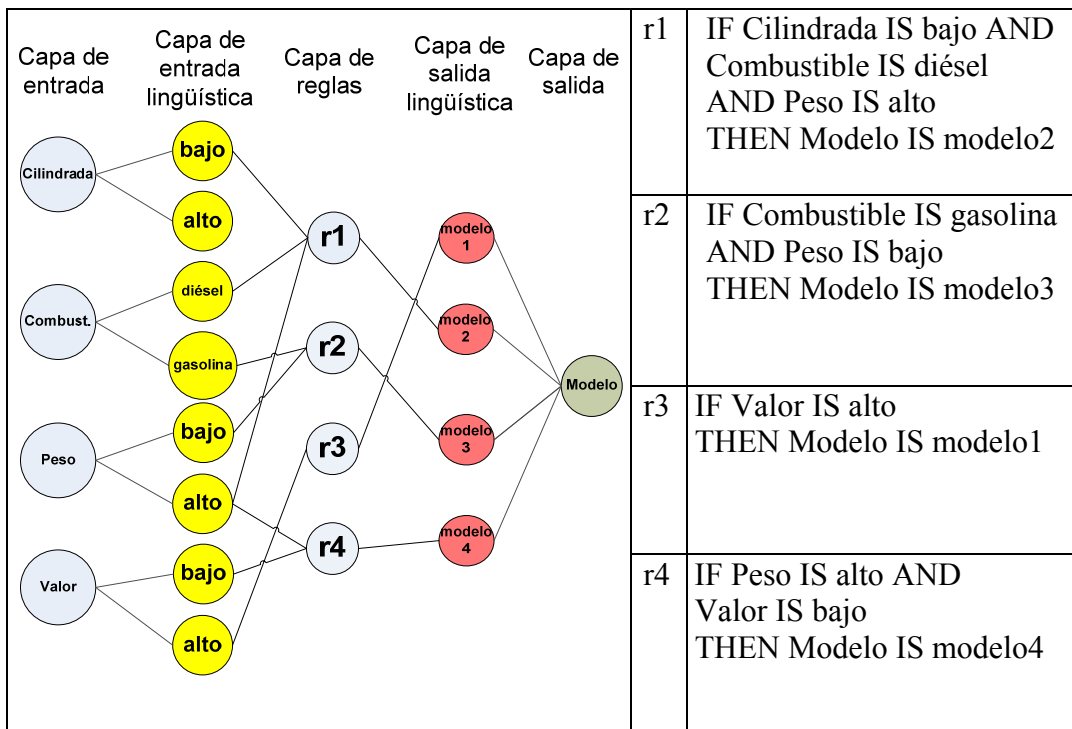 Capa de
entrada
Capa de
entrada
lingüística
Capa de
reglas
Capa de
salida
lingüística
Capa de
salida
Cilindrada
Combust.
Peso
Valor
bajo
alto
diésel
gasolina
bajo
alto
bajo
alto
r1
r2
r3
r4
modelo
1
modelo
2
modelo
3
modelo
4
Modelo
r1
IF Cilindrada IS bajo AND
Combustible IS diésel
AND Peso IS alto
THEN Modelo IS modelo2
r2
IF Combustible IS gasolina
AND Peso IS bajo
THEN Modelo IS modelo3
r3
IF Valor IS alto
THEN Modelo IS modelo1
r4
IF Peso IS alto AND
Valor IS bajo
THEN Modelo IS modelo4